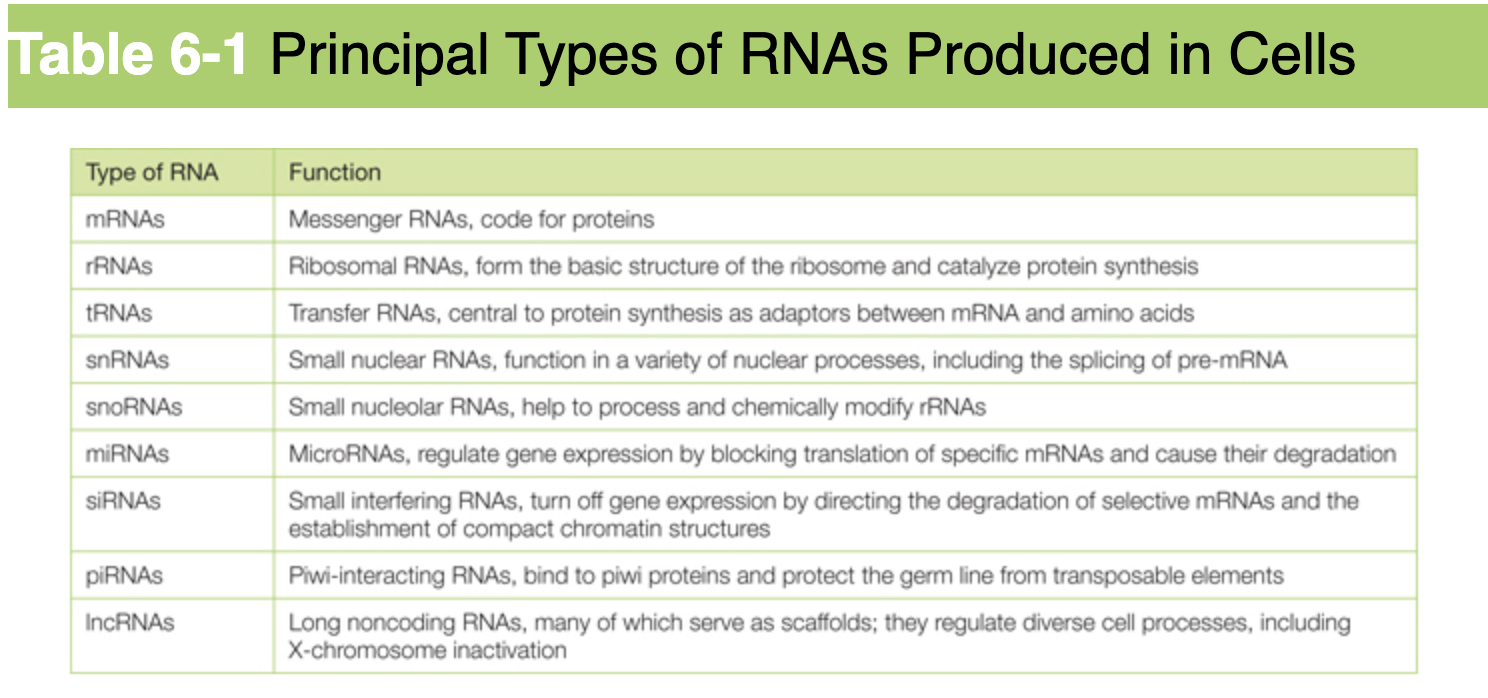 Table 6-1 Principal Types of RNAs Produced in Cells
Type of RNA Function
mRNAs Messenger RNAs, code for proteins
rRNAs Ribosomal RNAs, form the basic structure of the ribosome and catalyze protein synthesis
tRNAs Transfer RNAs, central to protein synthesis as adaptors between mRNA and amino acids
snRNAs Small nuclear RNAs, function in a variety of nuclear processes, including the splicing of pre-mRNA
snoRNAs Small nucleolar RNAs, help to process and chemically modify rRNAs
miRNAs MicroRNAs, regulate gene expression by blocking translation of specific mRNAs and cause their degradation
siRNAs Small interfering RNAs, turn off gene expression by directing the degradation of selective mRNAs and the
establishment of compact chromatin structures
piRNAs Piwi-interacting RNAs, bind to piwi proteins and protect the germ line from transposable elements
lncRNAs Long noncoding RNAs, many of which serve as scaffolds; they regulate diverse cell processes, including
X-chromosome inactivation